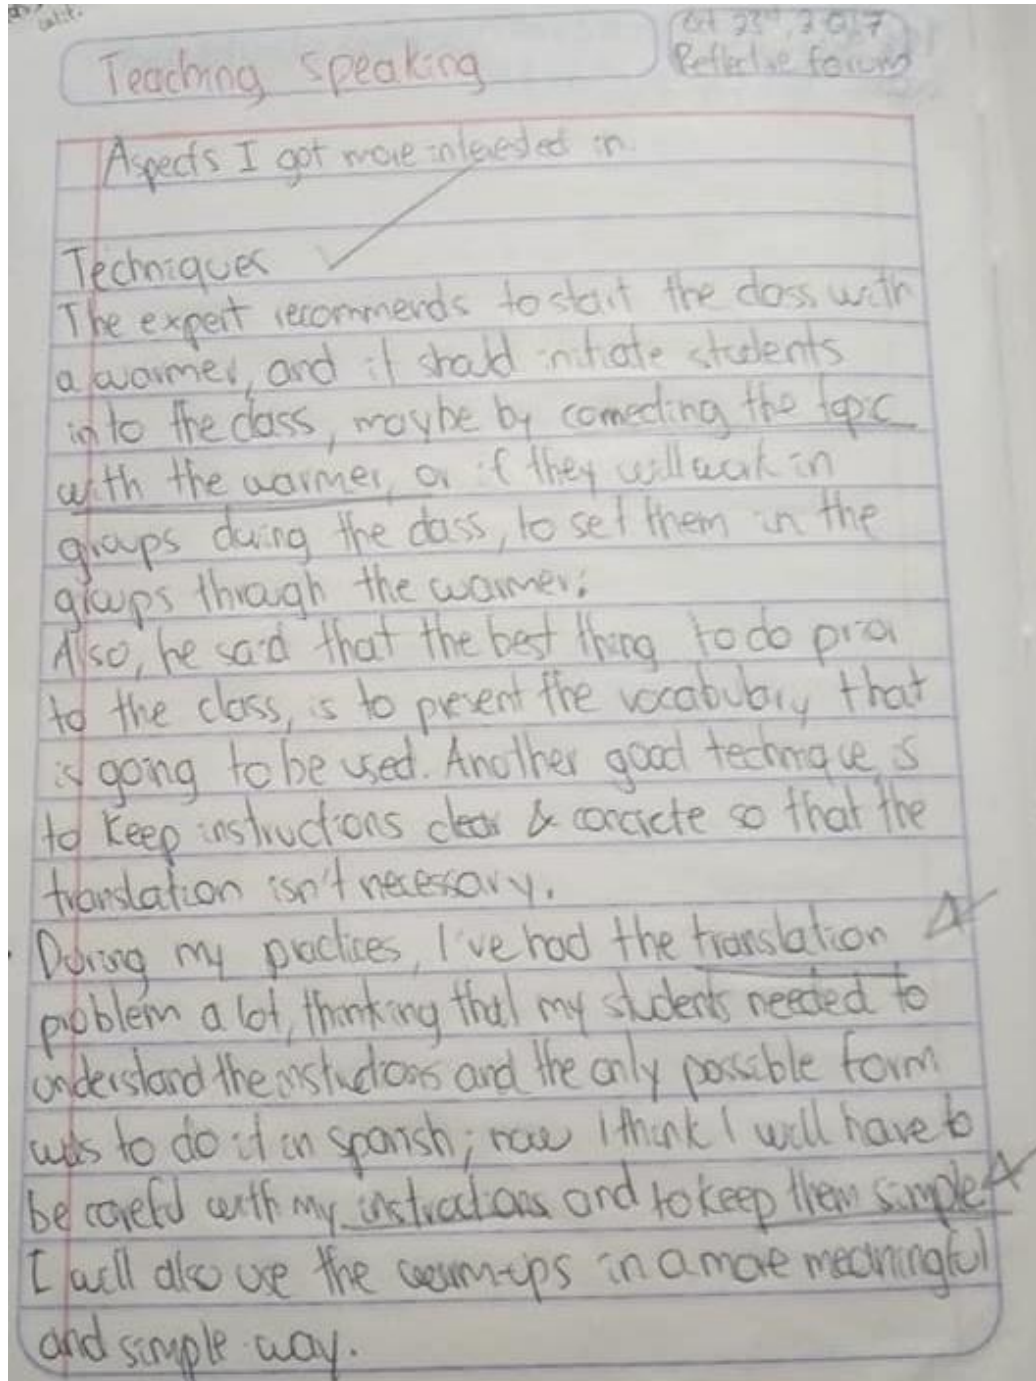 Oct 23rd, 2017
Teaching Speaking
Reflective forum
Aspects I got more interested in
Techniques
The expert recommends to start the class with
a warmer, and it should initiate students
into the class, maybe by connecting the topic
with the warmer, or if they will work in
groups during the class, to set them in the
groups through the warmer.
Also, he said that the best thing to do prior
to the class, is to present the vocabulary that
is going to be used. Another good technique is
to keep instructions clear & concrete so that the
translation isn't necessary.
During my practices, I've had the translation
problem a lot, thinking that my students needed to
understand the instructions and the only possible form
was to do it in spanish; now I think I will have to
be careful with my instructions and to keep them simple
I will also use the warm-ups in a more meaningful
and simple way.